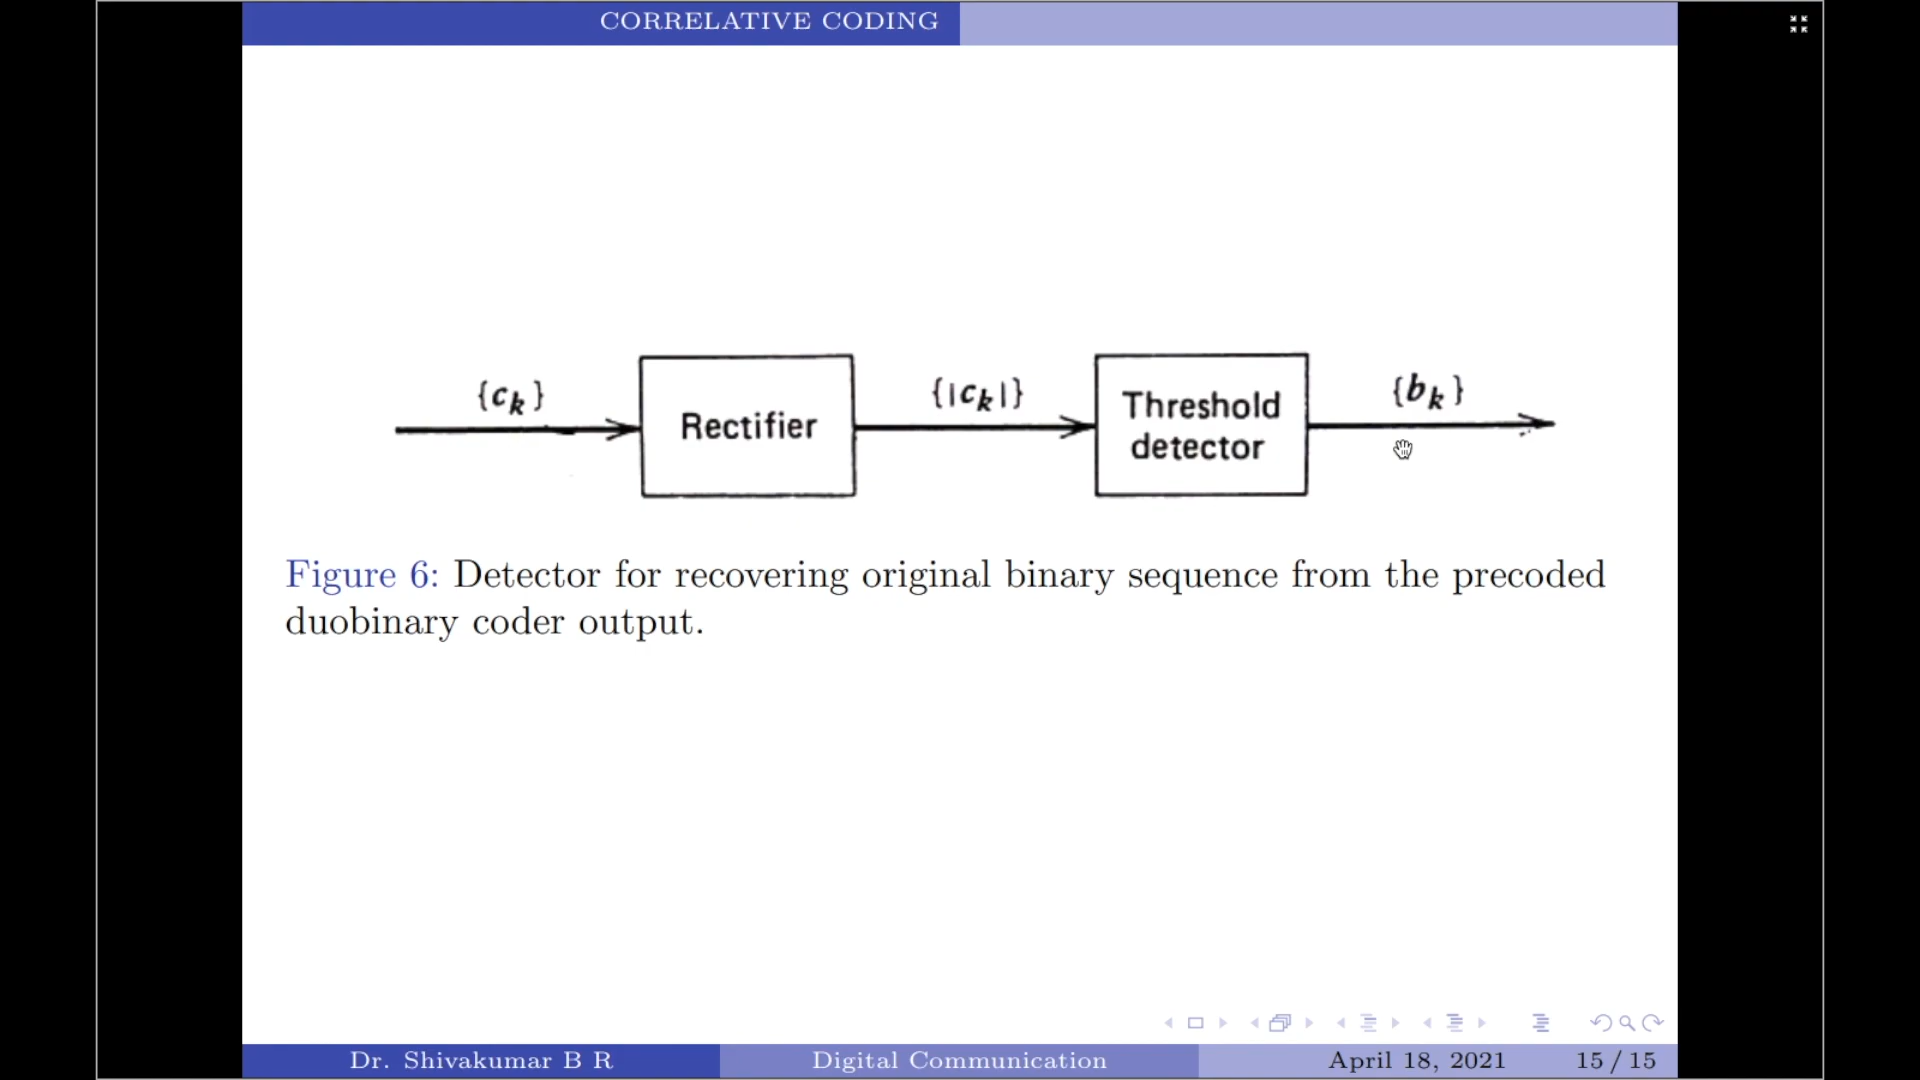 CORRELATIVE CODING
{c_k}
Rectifier
{|c_k|}
Threshold
detector
{b_k}
Figure 6: Detector for recovering original binary sequence from the precoded
duobinary coder output.
Dr. Shivakumar B R
Digital Communication
April 18, 2021
15 / 15